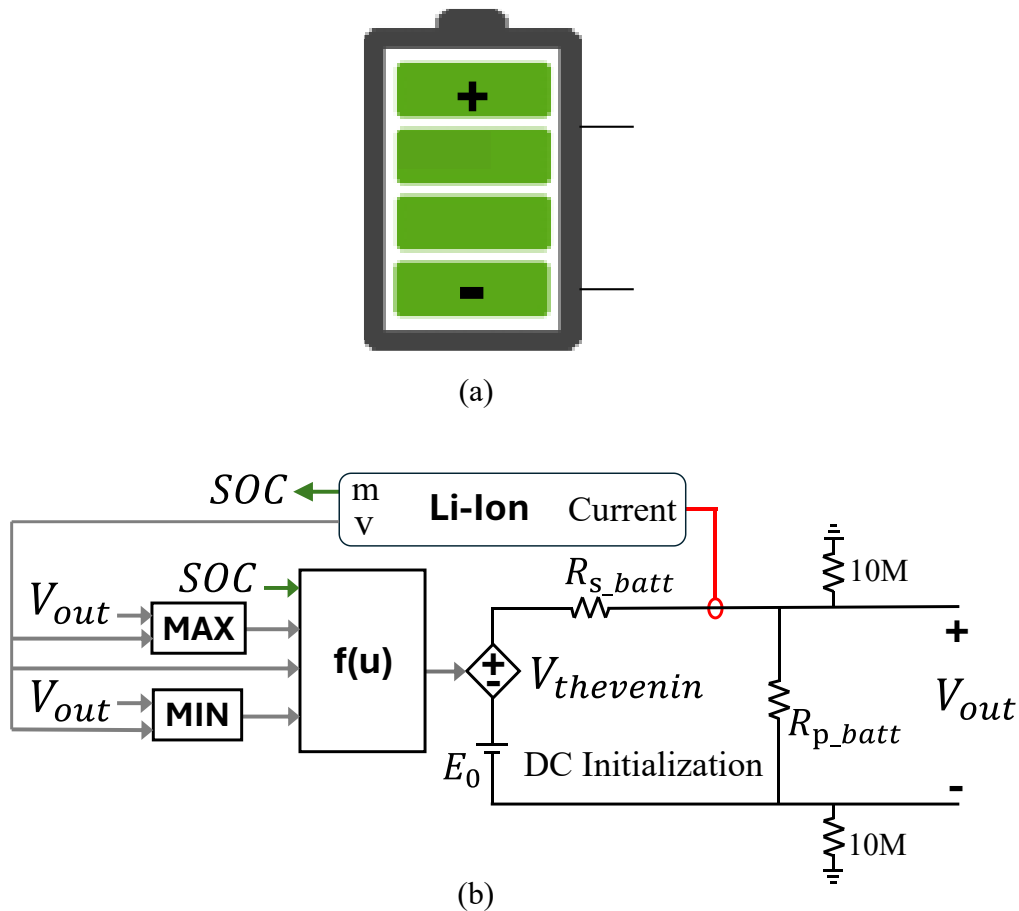 +
-
(a)
SOC
m
v
Li-Ion
Current
SOC
V_out
MAX
V_out
MIN
f(u)
+
-
V_thevenin
E_0
DC Initialization
R_s_batt
10M
+
V_out
R_p_batt
-
10M
(b)